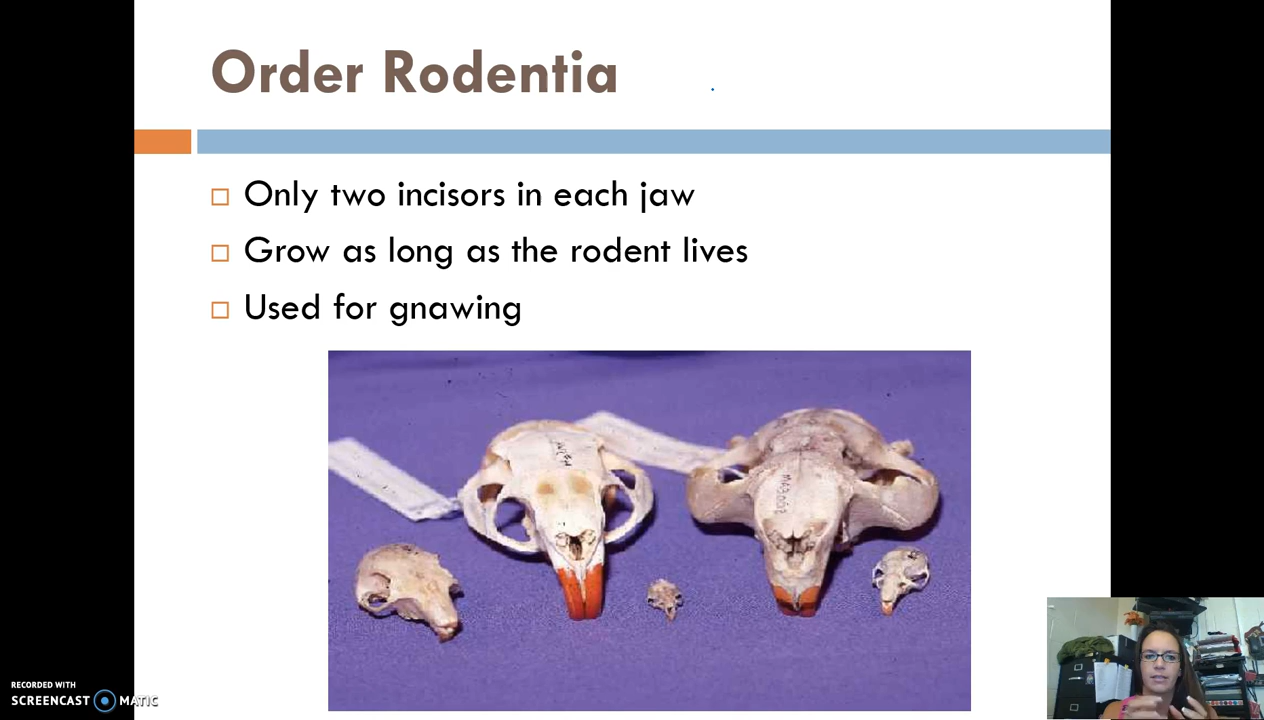 Order Rodentia
Only two incisors in each jaw
Grow as long as the rodent lives
Used for gnawing
RECORDED WITH
SCREENCAST MATIC